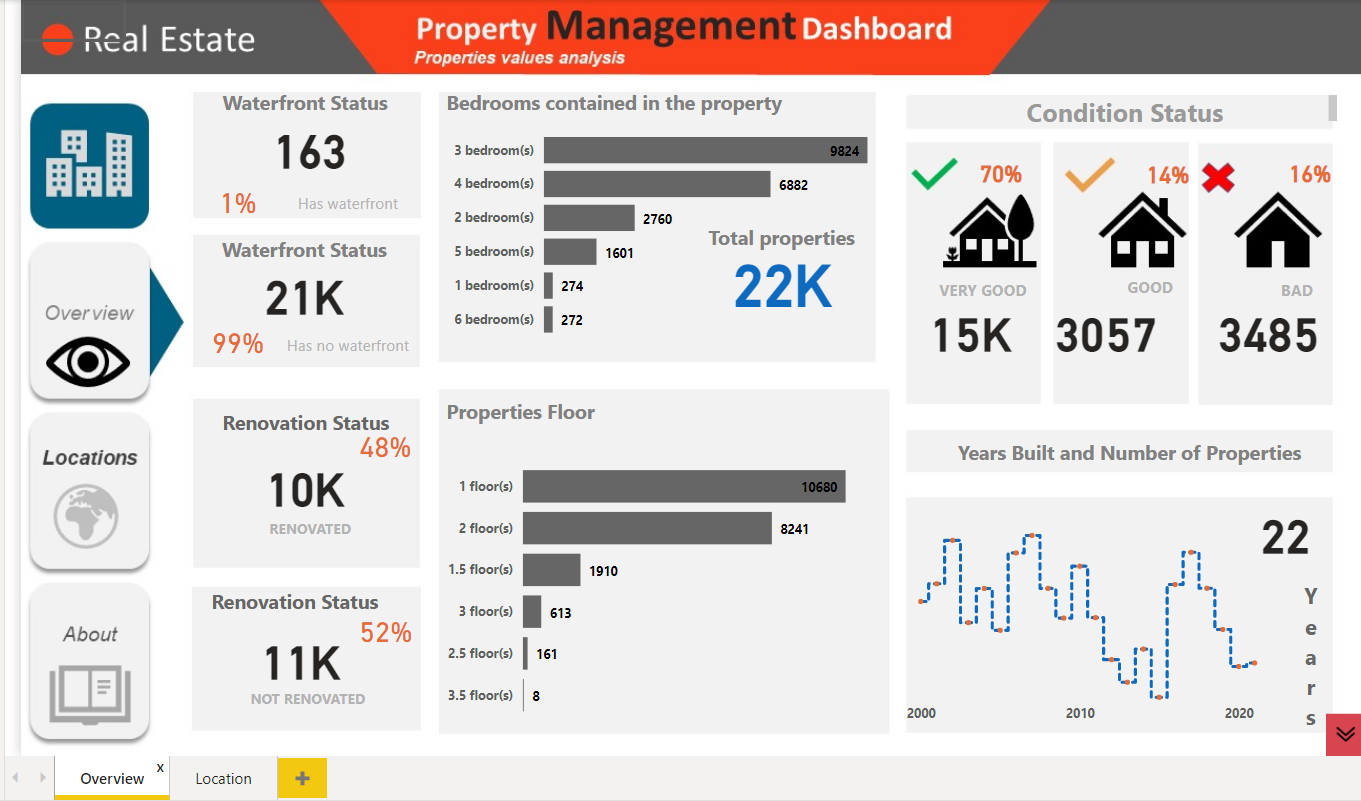 Real Estate
Property Management Dashboard
Properties values analysis
Overview
Locations
About
Waterfront Status
163
1%
Has waterfront
Waterfront Status
21K
99%
Has no waterfront
Renovation Status
48%
10K
RENOVATED
Renovation Status
52%
11K
NOT RENOVATED
Bedrooms contained in the property
3 bedroom(s) 9824
4 bedroom(s) 6882
2 bedroom(s) 2760
5 bedroom(s) 1601
1 bedroom(s) 274
6 bedroom(s) 272
Total properties
22K
Properties Floor
1 floor(s) 10680
2 floor(s) 8241
1.5 floor(s) 1910
3 floor(s) 613
2.5 floor(s) 161
3.5 floor(s) 8
Condition Status
70%
VERY GOOD
15K
14%
GOOD
3057
16%
BAD
3485
Years Built and Number of Properties
22
Years
2000 2010 2020
Overview x
Location
+